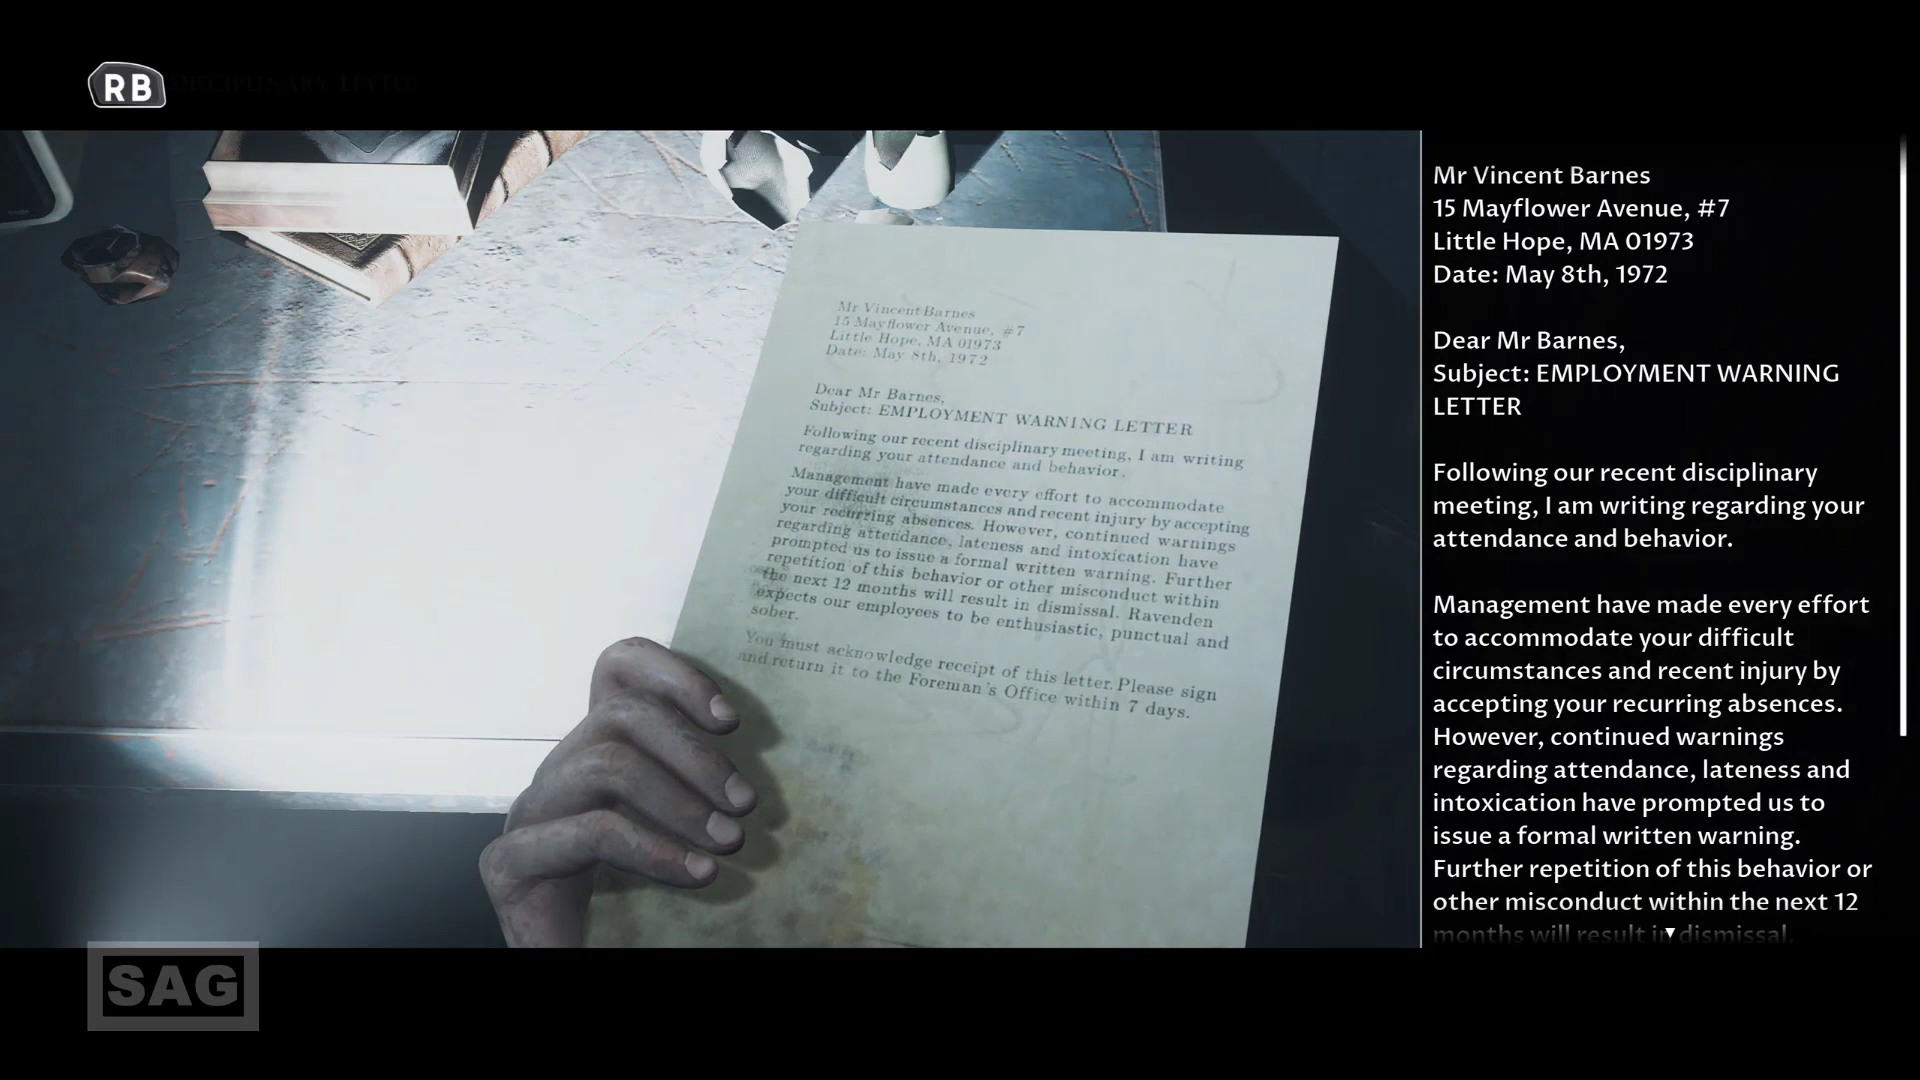 RB DISCIPLINARY LETTER
Mr Vincent Barnes
15 Mayflower Avenue, #7
Little Hope, MA 01973
Date: May 8th, 1972
Dear Mr Barnes,
Subject: EMPLOYMENT WARNING LETTER
Following our recent disciplinary meeting, I am writing
regarding your attendance and behavior.
Management have made every effort to accommodate
your difficult circumstances and recent injury by accepting
your recurring absences. However, continued warnings
regarding attendance, lateness and intoxication have
prompted us to issue a formal written warning. Further
repetition of this behavior or other misconduct within
the next 12 months will result in dismissal. Ravenden
expects our employees to be enthusiastic, punctual and
sober.
You must acknowledge receipt of this letter. Please sign
and return it to the Foreman's Office within 7 days.
Mr Vincent Barnes
15 Mayflower Avenue, #7
Little Hope, MA 01973
Date: May 8th, 1972
Dear Mr Barnes,
Subject: EMPLOYMENT WARNING
LETTER
Following our recent disciplinary
meeting, I am writing regarding your
attendance and behavior.
Management have made every effort
to accommodate your difficult
circumstances and recent injury by
accepting your recurring absences.
However, continued warnings
regarding attendance, lateness and
intoxication have prompted us to
issue a formal written warning.
Further repetition of this behavior or
other misconduct within the next 12
months will result in dismissal.
SAG